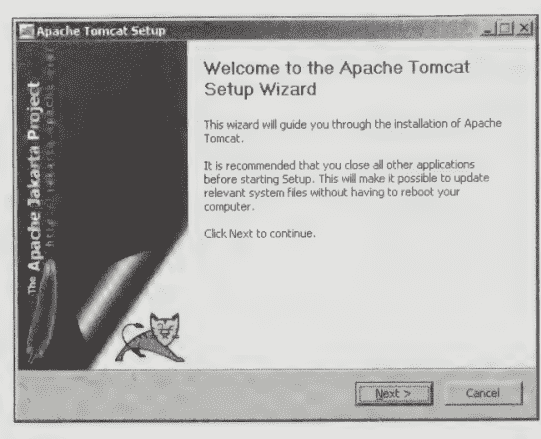 Apache Tomcat Setup
The Apache Jakarta Project
Welcome to the Apache Tomcat
Setup Wizard
This wizard will guide you through the installation of Apache
Tomcat.
It is recommended that you close all other applications
before starting Setup. This will make it possible to update
relevant system files without having to reboot your
computer.
Click Next to continue.
Next >
Cancel